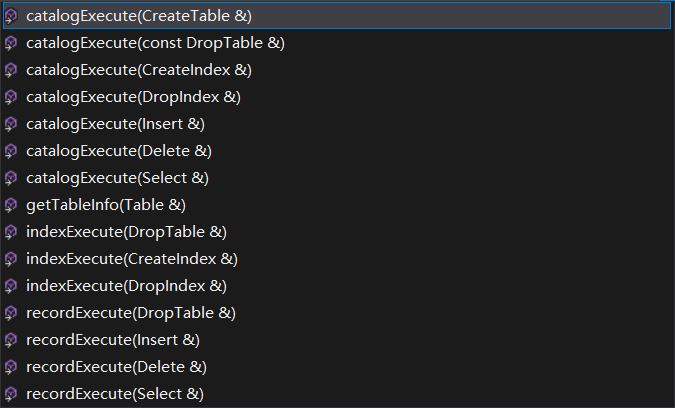 catalogExecute(CreateTable &)
catalogExecute(const DropTable &)
catalogExecute(CreateIndex &)
catalogExecute(DropIndex &)
catalogExecute(Insert &)
catalogExecute(Delete &)
catalogExecute(Select &)
getTableInfo(Table &)
indexExecute(DropTable &)
indexExecute(CreateIndex &)
indexExecute(DropIndex &)
recordExecute(DropTable &)
recordExecute(Insert &)
recordExecute(Delete &)
recordExecute(Select &)